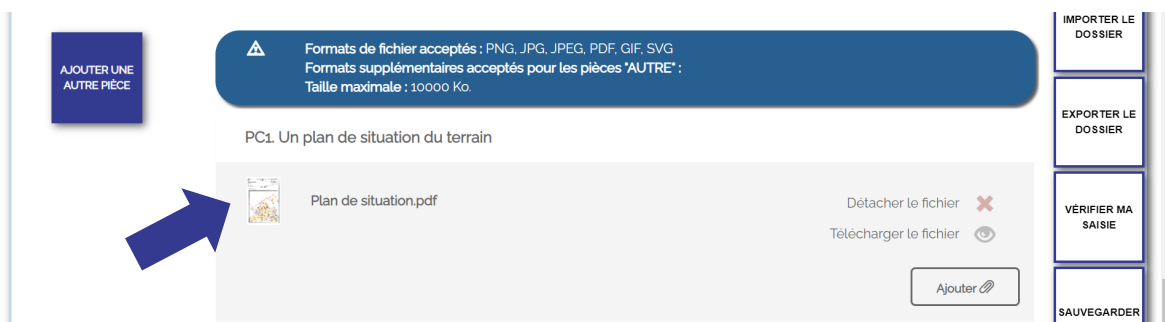 AJOUTER UNE
AUTRE PIÈCE
Formats de fichier acceptés : PNG, JPG, JPEG, PDF, GIF, SVG
Formats supplémentaires acceptés pour les pièces "AUTRE" :
Taille maximale : 10000 Ko.
PC1. Un plan de situation du terrain
Plan de situation.pdf
Détacher le fichier
Télécharger le fichier
Ajouter
IMPORTER LE
DOSSIER
EXPORTER LE
DOSSIER
VÉRIFIER MA
SAISIE
SAUVEGARDER